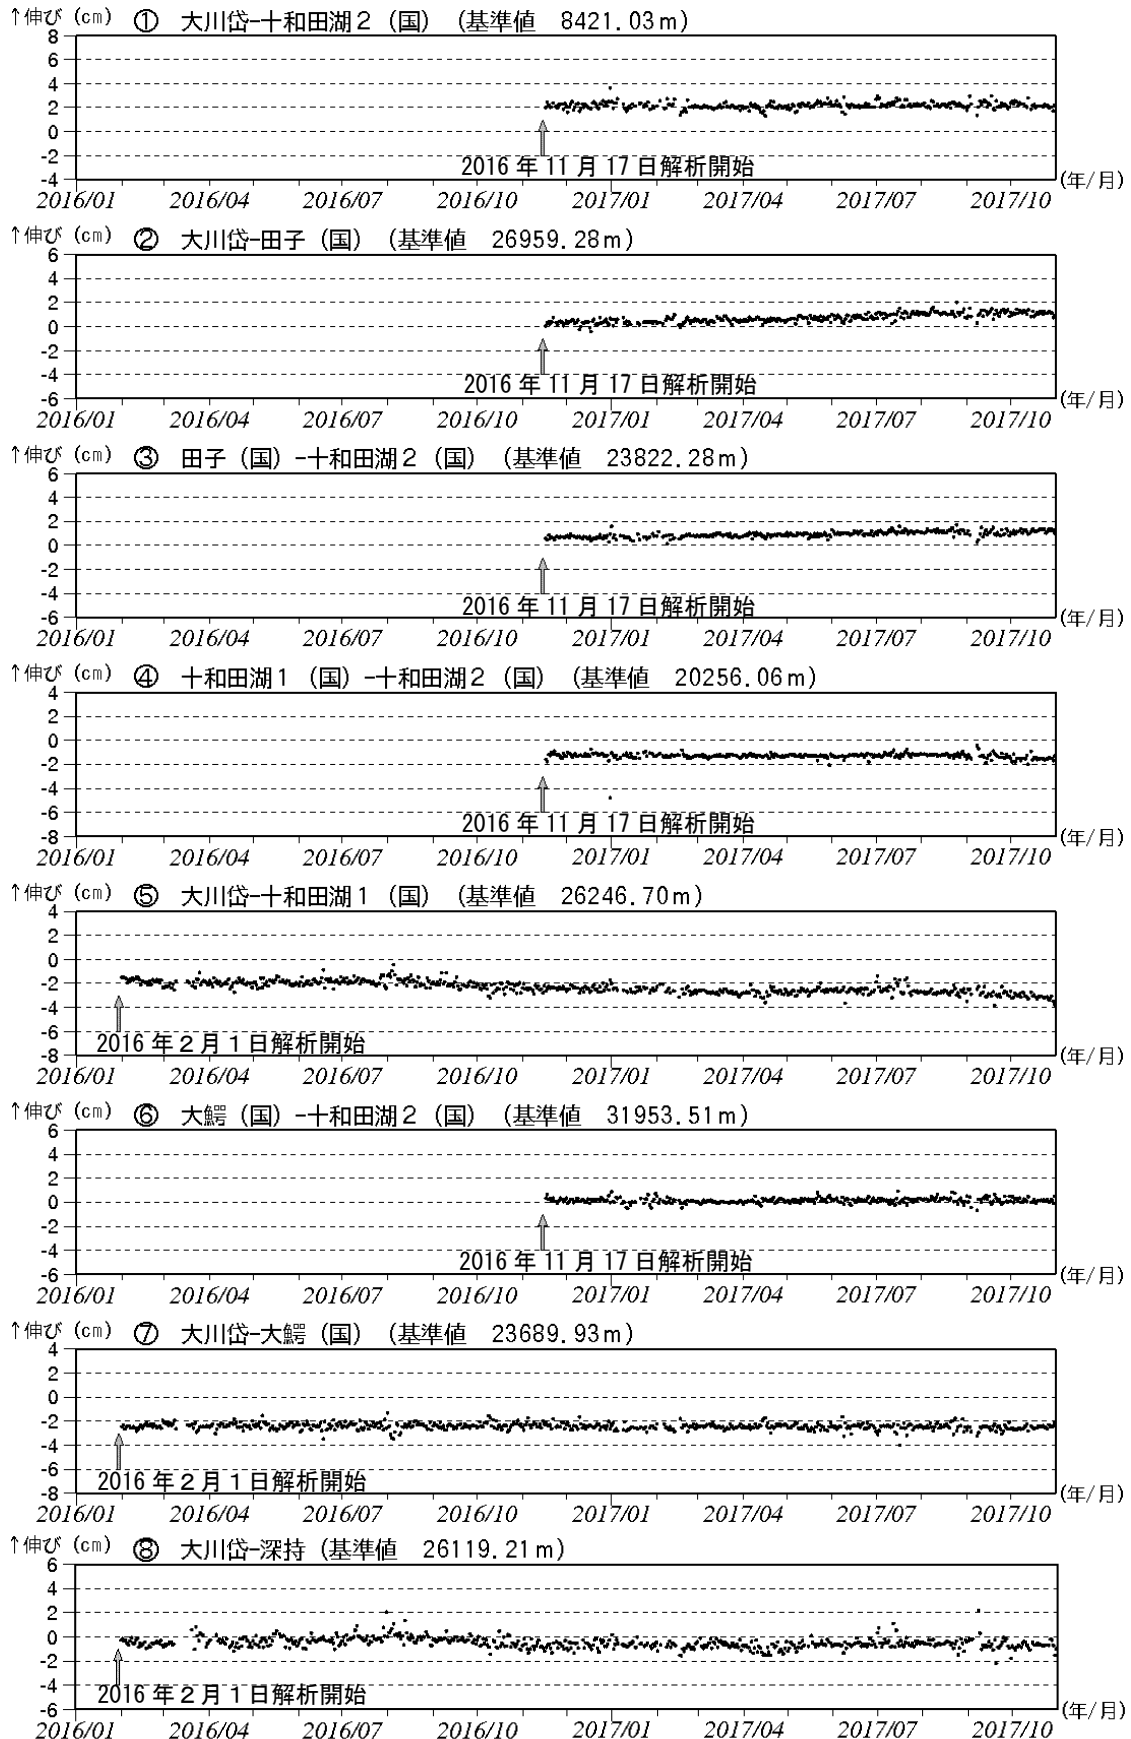 ↑伸び（cm） ① 大川岱-十和田湖２（国）（基準値　8421.03m）
8
6
4
2
0
-2
-4
2016年11月17日解析開始
(年/月)
2016/01 2016/04 2016/07 2016/10 2017/01 2017/04 2017/07 2017/10
↑伸び（cm） ② 大川岱-田子（国）（基準値　26959.28m）
6
4
2
0
-2
-4
-6
2016年11月17日解析開始
(年/月)
2016/01 2016/04 2016/07 2016/10 2017/01 2017/04 2017/07 2017/10
↑伸び（cm） ③ 田子（国）-十和田湖２（国）（基準値　23822.28m）
6
4
2
0
-2
-4
-6
2016年11月17日解析開始
(年/月)
2016/01 2016/04 2016/07 2016/10 2017/01 2017/04 2017/07 2017/10
↑伸び（cm） ④ 十和田湖１（国）-十和田湖２（国）（基準値　20256.06m）
4
2
0
-2
-4
-6
-8
2016年11月17日解析開始
(年/月)
2016/01 2016/04 2016/07 2016/10 2017/01 2017/04 2017/07 2017/10
↑伸び（cm） ⑤ 大川岱-十和田湖１（国）（基準値　26246.70m）
4
2
0
-2
-4
-6
-8
2016年２月１日解析開始
(年/月)
2016/01 2016/04 2016/07 2016/10 2017/01 2017/04 2017/07 2017/10
↑伸び（cm） ⑥ 大鰐（国）-十和田湖２（国）（基準値　31953.51m）
6
4
2
0
-2
-4
-6
2016年11月17日解析開始
(年/月)
2016/01 2016/04 2016/07 2016/10 2017/01 2017/04 2017/07 2017/10
↑伸び（cm） ⑦ 大川岱-大鰐（国）（基準値　23689.93m）
4
2
0
-2
-4
-6
-8
2016年２月１日解析開始
(年/月)
2016/01 2016/04 2016/07 2016/10 2017/01 2017/04 2017/07 2017/10
↑伸び（cm） ⑧ 大川岱-深持（基準値　26119.21m）
6
4
2
0
-2
-4
-6
2016年２月１日解析開始
(年/月)
2016/01 2016/04 2016/07 2016/10 2017/01 2017/04 2017/07 2017/10